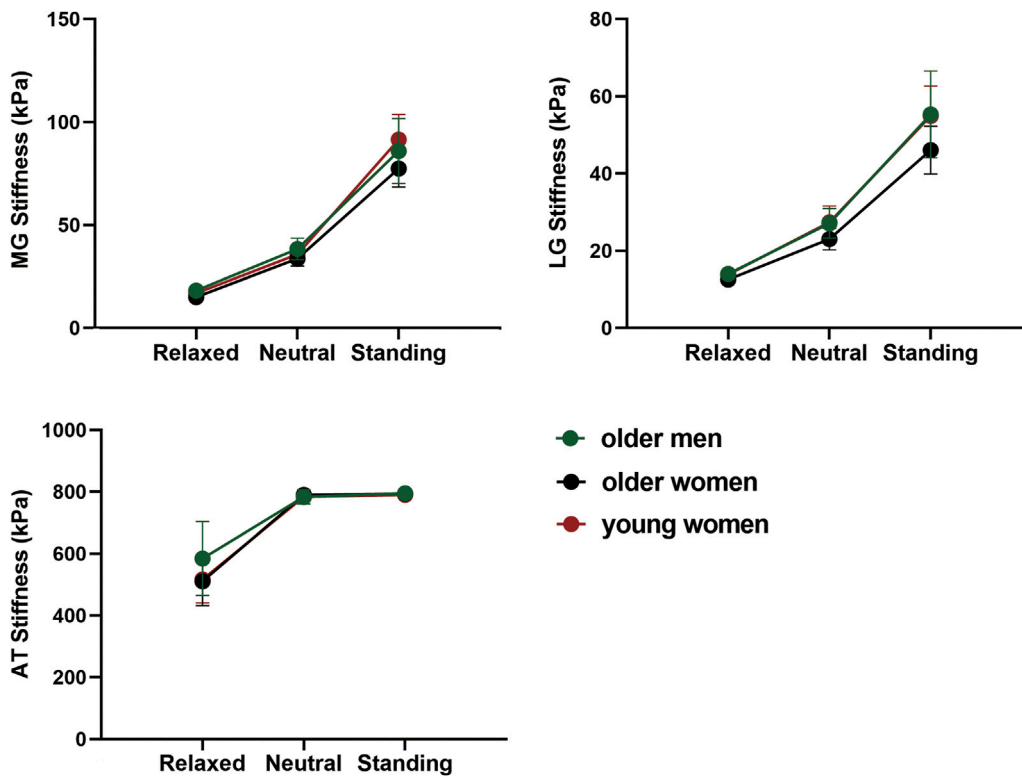 MG Stiffness (kPa)
150
100
50
0
Relaxed Neutral Standing
LG Stiffness (kPa)
80
60
40
20
0
Relaxed Neutral Standing
AT Stiffness (kPa)
1000
800
600
400
200
0
Relaxed Neutral Standing
older men
older women
young women